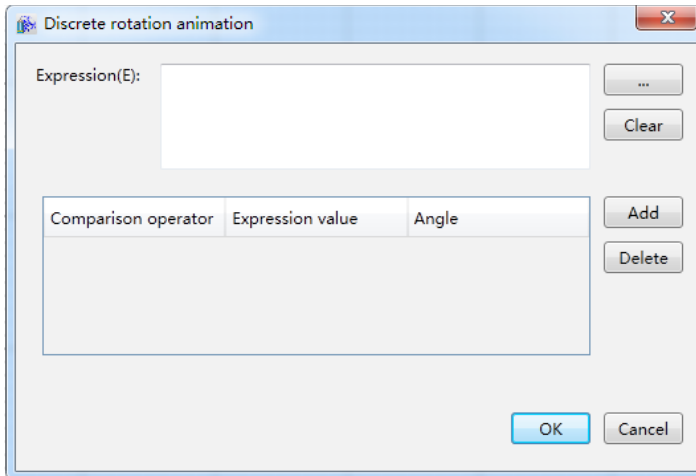 Discrete rotation animation
Expression(E):
...
Clear
Comparison operator Expression value Angle
Add
Delete
OK Cancel